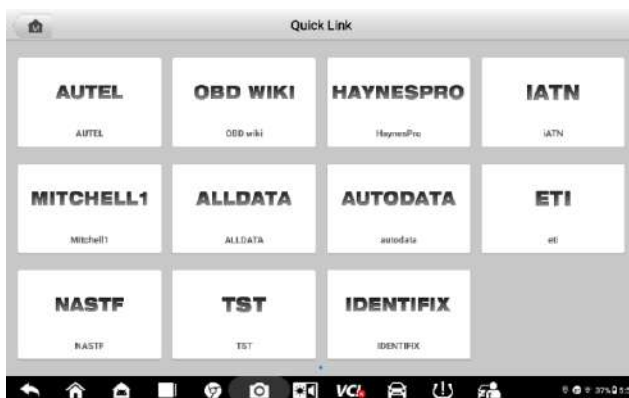 Quick Link
AUTEL
OBD WIKI
HAYNESPRO
IATN
AUTEL
OBD wiki
HaynesPro
iATN
MITCHELL1
ALLDATA
AUTODATA
ETI
Mitchell1
ALLDATA
autodata
eti
NASTF
TST
IDENTIFIX
NASTF
TST
IDENTIFIX
VCI
37%